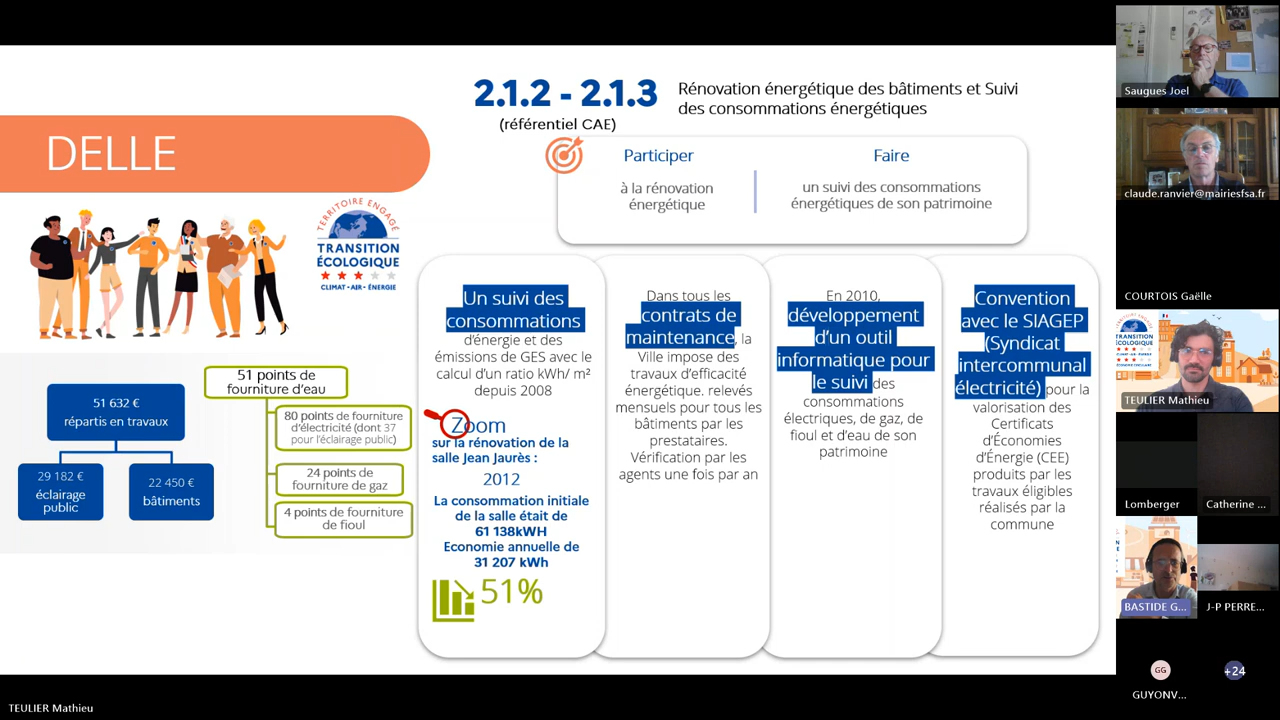 2.1.2 - 2.1.3
(référentiel CAE)
Rénovation énergétique des bâtiments et Suivi
des consommations énergétiques
DELLE
Participer
à la rénovation
énergétique
Faire
un suivi des consommations
énergétiques de son patrimoine
TERRITOIRE ENGAGÉ
TRANSITION
ÉCOLOGIQUE
CLIMAT - AIR - ÉNERGIE
51 632 €
répartis en travaux
29 182 €
éclairage
public
22 450 €
bâtiments
51 points de
fourniture d'eau
80 points de fourniture
d'électricité (dont 37
pour l'éclairage public)
24 points de
fourniture de gaz
4 points de fourniture
de fioul
Un suivi des
consommations
d'énergie et des
émissions de GES avec le
calcul d'un ratio kWh/ m²
depuis 2008
Zoom
sur la rénovation de la
salle Jean Jaurès :
2012
La consommation initiale
de la salle était de
61 138kWH
Economie annuelle de
31 207 kWh
51%
Dans tous les
contrats de
maintenance, la
Ville impose des
travaux d'efficacité
énergétique. relevés
mensuels pour tous les
bâtiments par les
prestataires.
Vérification par les
agents une fois par an
En 2010,
développement
d'un outil
informatique pour
le suivi des
consommations
électriques, de gaz, de
fioul et d'eau de son
patrimoine
Convention
avec le SIAGEP
(Syndicat
intercommunal
électricité) pour la
valorisation des
Certificats
d'Économies
d'Énergie (CEE)
produits par les
travaux éligibles
réalisés par la
commune
Saugues Joel
claude.ranvier@mairiesfsa.fr
COURTOIS Gaëlle
TRANSITION
ÉCOLOGIQUE
TEULIER Mathieu
Lomberger
Catherine ...
BASTIDE G...
J-P PERRE...
GG
+24
GUYONV...
TEULIER Mathieu